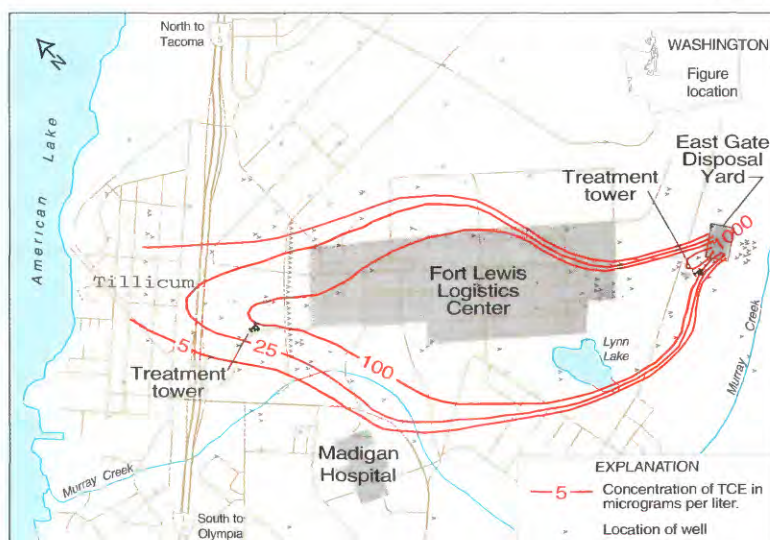 North to
Tacoma
5
N
WASHINGTON
Figure
location
American Lake
East Gate
Disposal
Yard
Treatment
tower
1000
Tillicum
Fort Lewis
Logistics
Center
5
25
100
Lynn
Lake
Treatment
tower
Murray Creek
Madigan
Hospital
Murray Creek
South to
Olympia
EXPLANATION
5 Concentration of TCE in
micrograms per liter.
Location of well